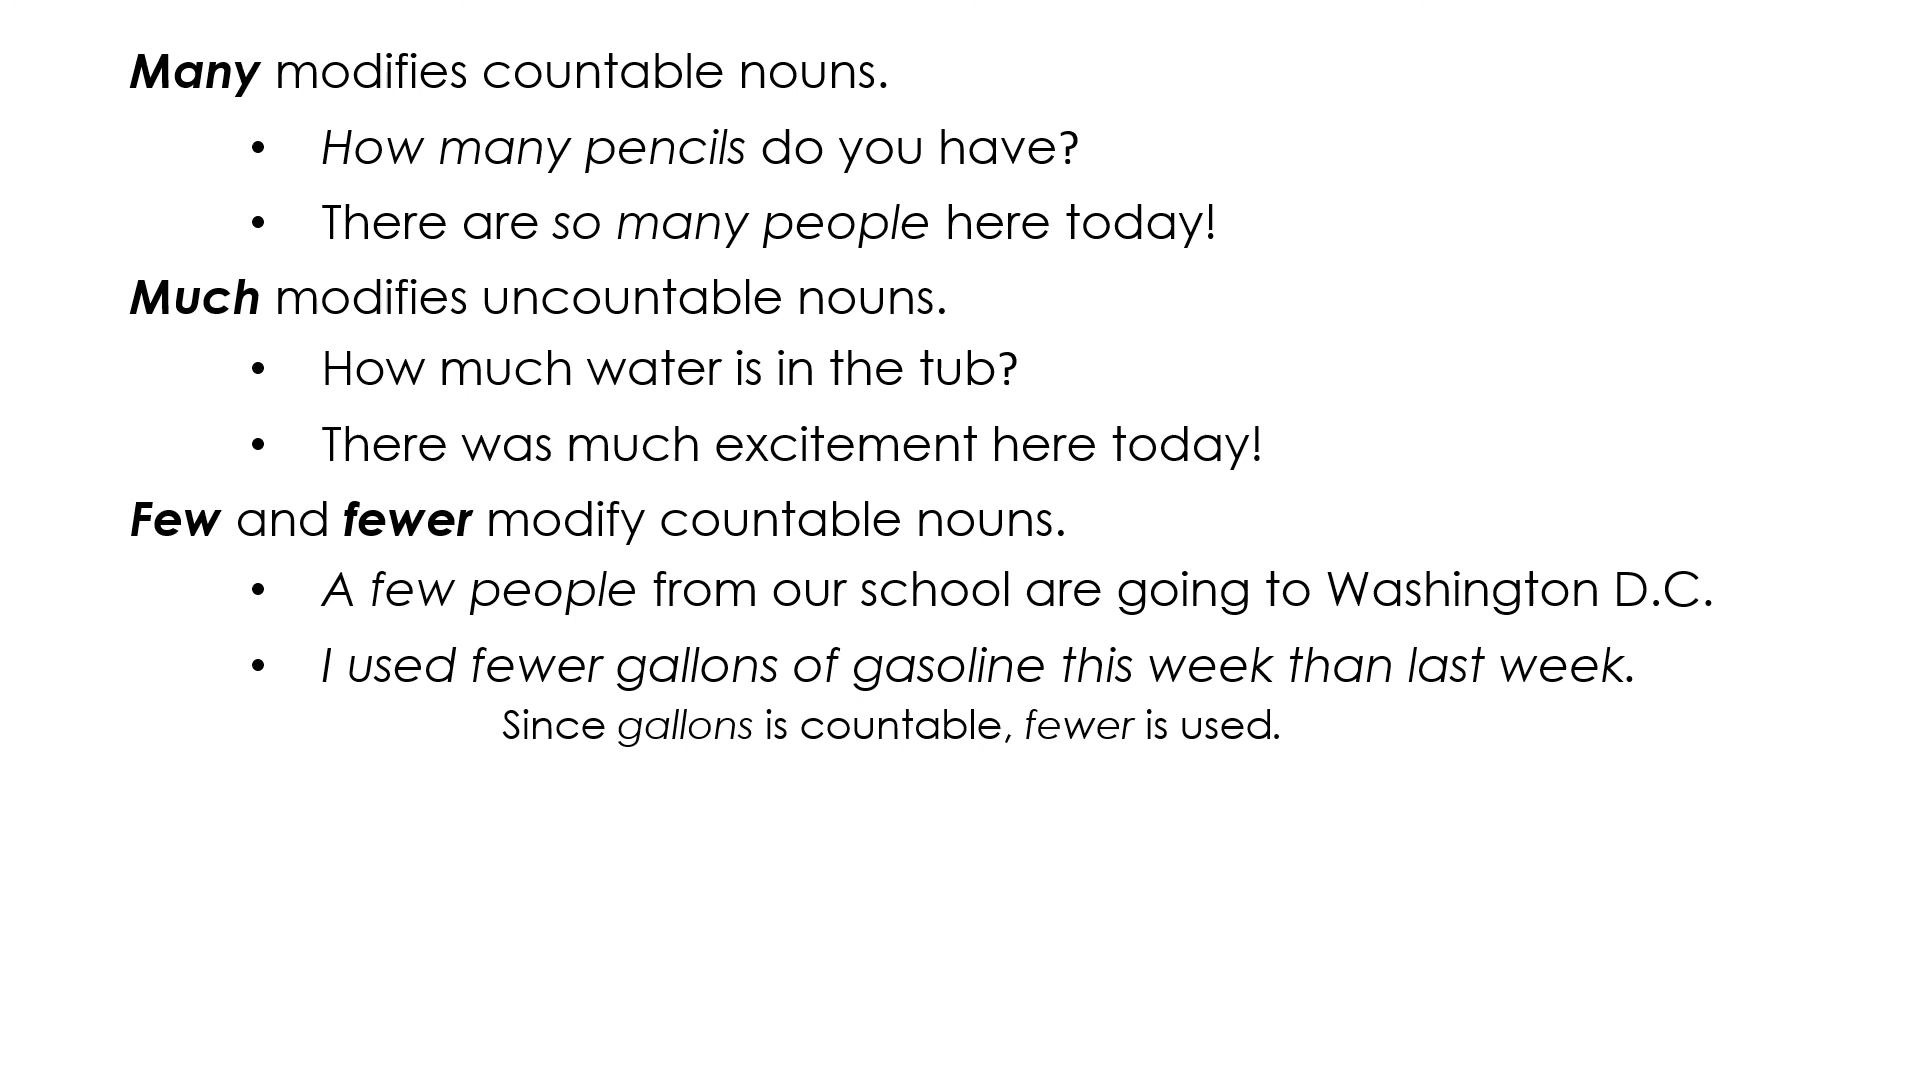 Many modifies countable nouns.
• How many pencils do you have?
• There are so many people here today!
Much modifies uncountable nouns.
• How much water is in the tub?
• There was much excitement here today!
Few and fewer modify countable nouns.
• A few people from our school are going to Washington D.C.
• I used fewer gallons of gasoline this week than last week.
Since gallons is countable, fewer is used.